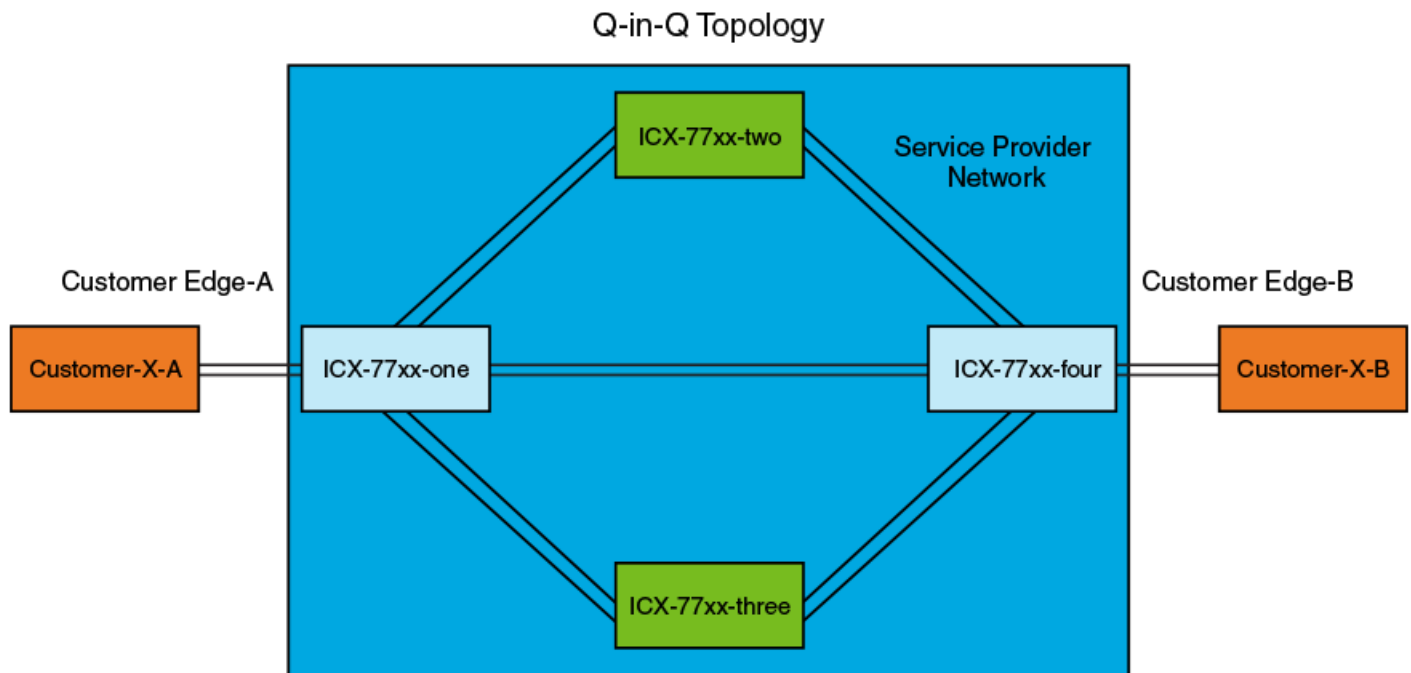 Q-in-Q Topology
ICX-77xx-two
Service Provider
Network
Customer Edge-A
Customer Edge-B
Customer-X-A
ICX-77xx-one
ICX-77xx-four
Customer-X-B
ICX-77xx-three